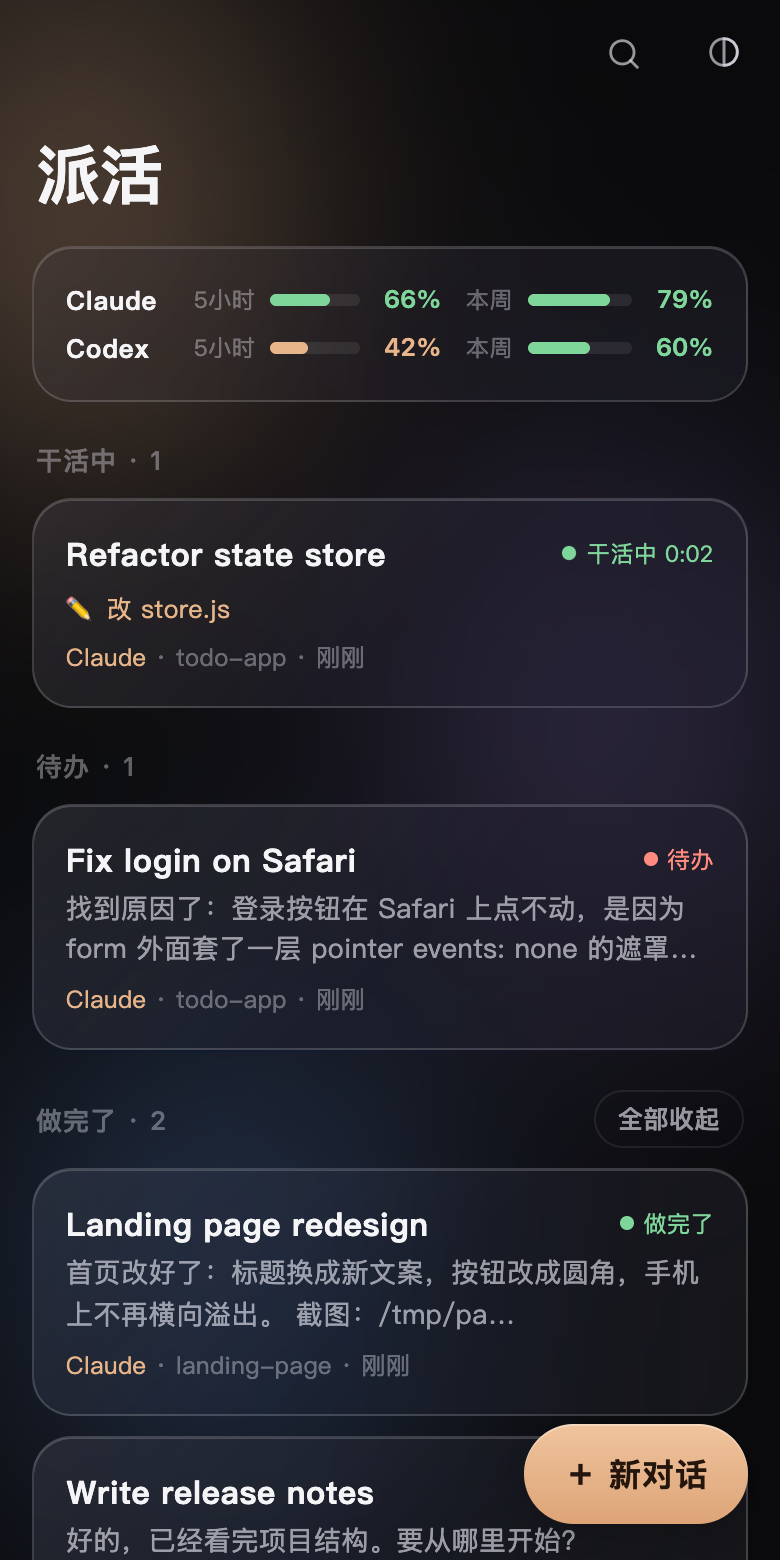 派活
Claude 5小时 66% 本周 79%
Codex 5小时 42% 本周 60%
干活中 · 1
Refactor state store 干活中 0:02
✏️ 改 store.js
Claude · todo-app · 刚刚
待办 · 1
Fix login on Safari 待办
找到原因了：登录按钮在 Safari 上点不动，是因为
form 外面套了一层 pointer events: none 的遮罩...
Claude · todo-app · 刚刚
做完了 · 2 全部收起
Landing page redesign 做完了
首页改好了：标题换成新文案，按钮改成圆角，手机
上不再横向溢出。 截图：/tmp/pa...
Claude · landing-page · 刚刚
Write release notes
+ 新对话
好的，已经看完项目结构。要从哪里开始?